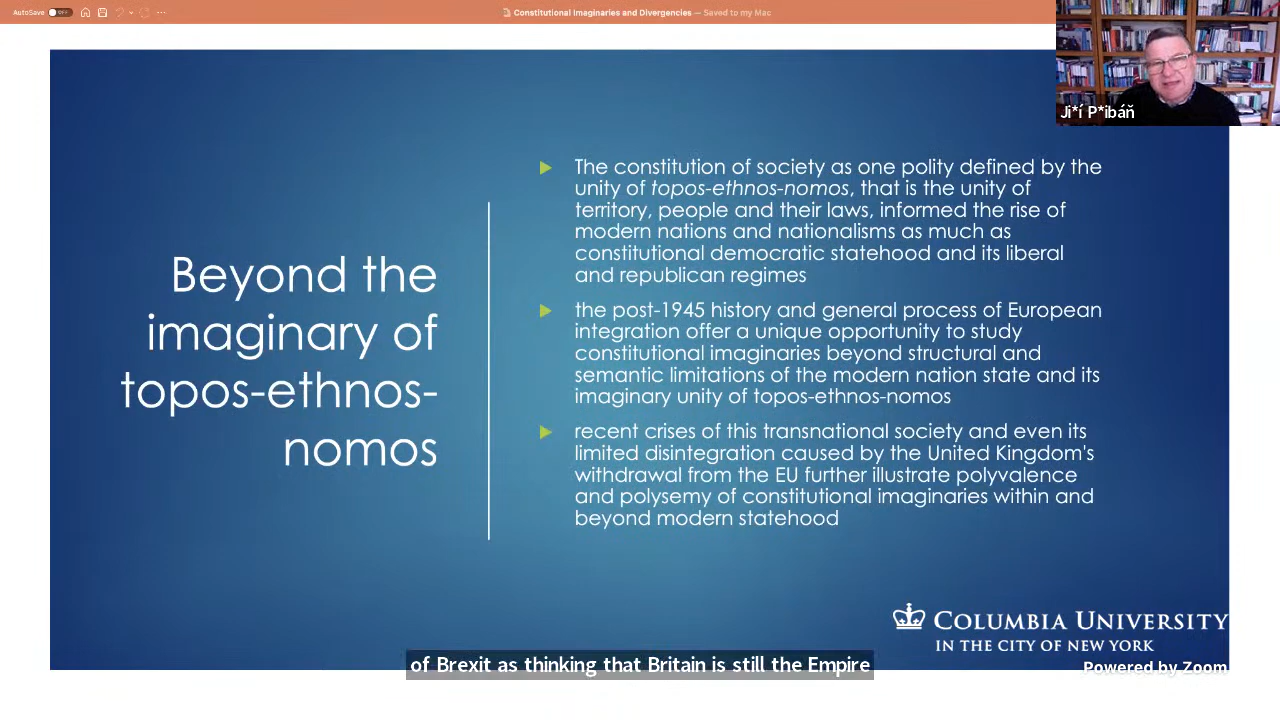 AutoSave OFF
Constitutional Imaginaries and Divergencies — Saved to my Mac
Ji*í P*ibáň
Beyond the
imaginary of
topos-ethnos-
nomos
The constitution of society as one polity defined by the
unity of topos-ethnos-nomos, that is the unity of
territory, people and their laws, informed the rise of
modern nations and nationalisms as much as
constitutional democratic statehood and its liberal
and republican regimes
the post-1945 history and general process of European
integration offer a unique opportunity to study
constitutional imaginaries beyond structural and
semantic limitations of the modern nation state and its
imaginary unity of topos-ethnos-nomos
recent crises of this transnational society and even its
limited disintegration caused by the United Kingdom's
withdrawal from the EU further illustrate polyvalence
and polysemy of constitutional imaginaries within and
beyond modern statehood
COLUMBIA UNIVERSITY
IN THE CITY OF NEW YORK
of Brexit as thinking that Britain is still the Empire
Powered by Zoom